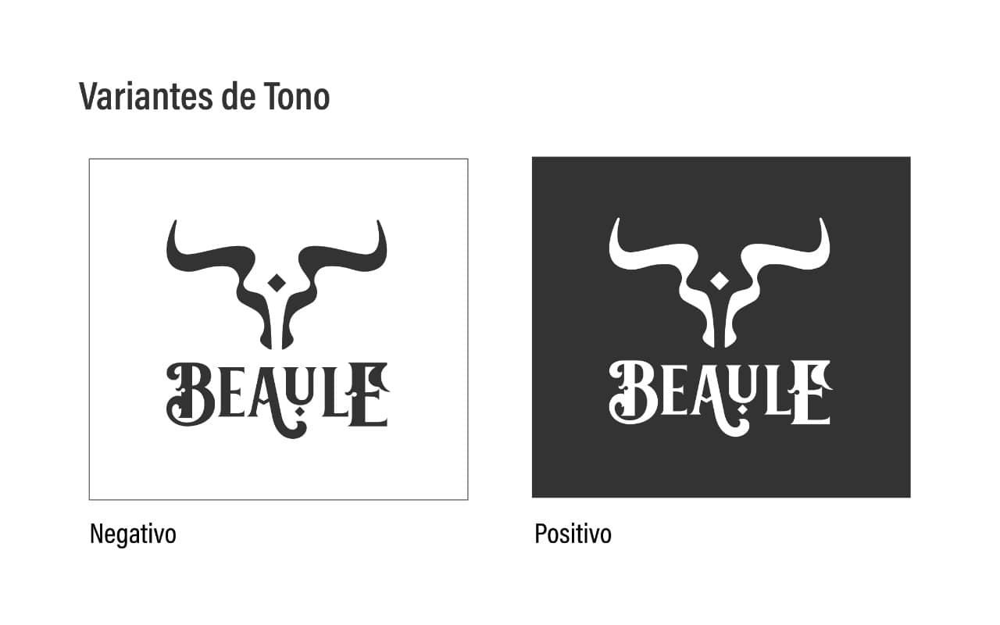 Variantes de Tono
BEAULE
BEAULE
Negativo
Positivo